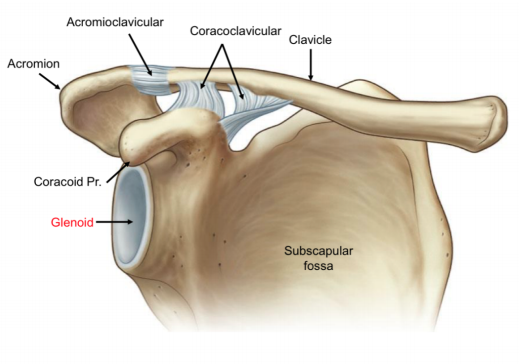 Acromioclavicular
Coracoclavicular
Clavicle
Acromion
Coracoid Pr.
Glenoid
Subscapular
fossa